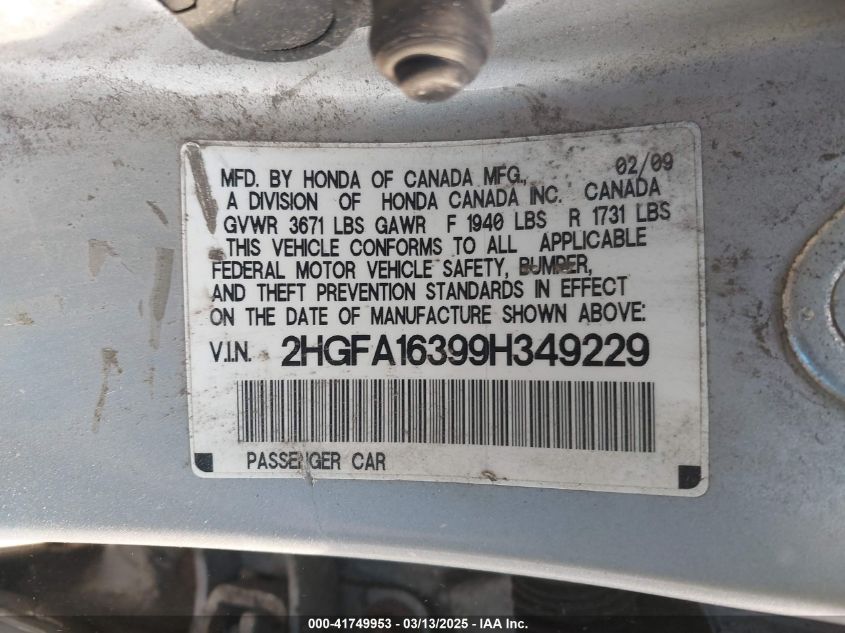 02/09
MFD. BY HONDA OF CANADA MFG.,
A DIVISION OF HONDA CANADA INC. CANADA
GVWR 3671 LBS GAWR F 1940 LBS R 1731 LBS
THIS VEHICLE CONFORMS TO ALL APPLICABLE
FEDERAL MOTOR VEHICLE SAFETY, BUMPER,
AND THEFT PREVENTION STANDARDS IN EFFECT
ON THE DATE OF MANUFACTURE SHOWN ABOVE:
V.I.N. 2HGFA16399H349229
PASSENGER CAR
000-41749953 - 03/13/2025 - IAA Inc.